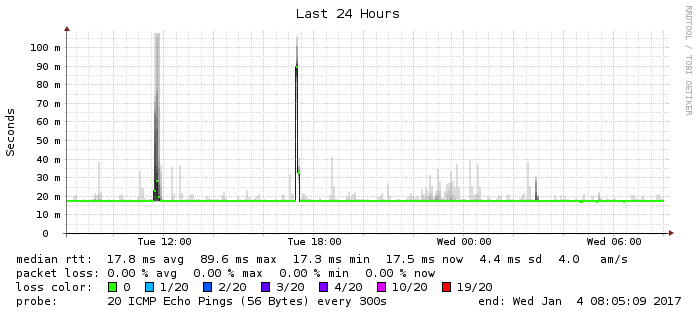 Last 24 Hours
RRDTOOL / TOBI OETIKER
Seconds
100 m
90 m
80 m
70 m
60 m
50 m
40 m
30 m
20 m
10 m
0
Tue 12:00 Tue 18:00 Wed 00:00 Wed 06:00
median rtt: 17.8 ms avg 89.6 ms max 17.3 ms min 17.5 ms now 4.4 ms sd 4.0 am/s
packet loss: 0.00 % avg 0.00 % max 0.00 % min 0.00 % now
loss color: 0 1/20 2/20 3/20 4/20 10/20 19/20
probe: 20 ICMP Echo Pings (56 Bytes) every 300s end: Wed Jan 4 08:05:09 2017